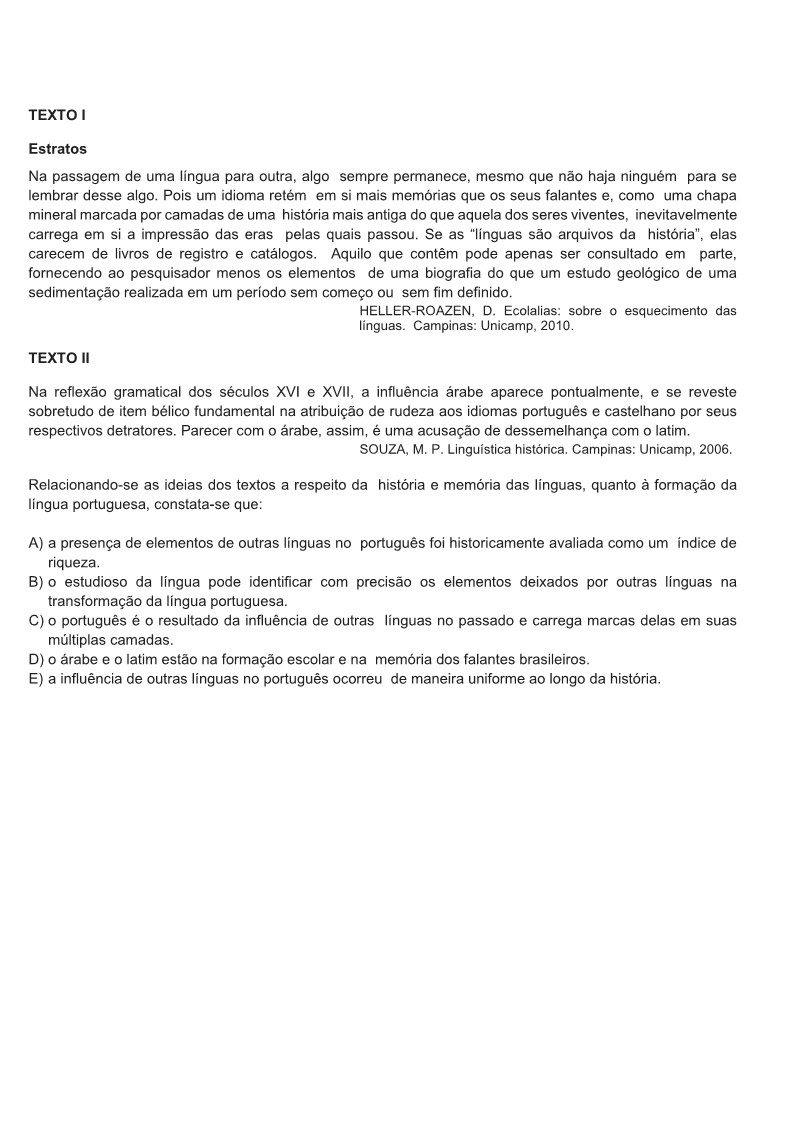 TEXTO I
Estratos
Na passagem de uma língua para outra, algo sempre permanece, mesmo que não haja ninguém para se
lembrar desse algo. Pois um idioma retém em si mais memórias que os seus falantes e, como uma chapa
mineral marcada por camadas de uma história mais antiga do que aquela dos seres viventes, inevitavelmente
carrega em si a impressão das eras pelas quais passou. Se as “línguas são arquivos da história”, elas
carecem de livros de registro e catálogos. Aquilo que contêm pode apenas ser consultado em parte,
fornecendo ao pesquisador menos os elementos de uma biografia do que um estudo geológico de uma
sedimentação realizada em um período sem começo ou sem fim definido.
HELLER-ROAZEN, D. Ecolalias: sobre o esquecimento das
línguas. Campinas: Unicamp, 2010.
TEXTO II
Na reflexão gramatical dos séculos XVI e XVII, a influência árabe aparece pontualmente, e se reveste
sobretudo de item bélico fundamental na atribuição de rudeza aos idiomas português e castelhano por seus
respectivos detratores. Parecer com o árabe, assim, é uma acusação de dessemelhança com o latim.
SOUZA, M. P. Linguística histórica. Campinas: Unicamp, 2006.
Relacionando-se as ideias dos textos a respeito da história e memória das línguas, quanto à formação da
língua portuguesa, constata-se que:
A) a presença de elementos de outras línguas no português foi historicamente avaliada como um índice de
riqueza.
B) o estudioso da língua pode identificar com precisão os elementos deixados por outras línguas na
transformação da língua portuguesa.
C) o português é o resultado da influência de outras línguas no passado e carrega marcas delas em suas
múltiplas camadas.
D) o árabe e o latim estão na formação escolar e na memória dos falantes brasileiros.
E) a influência de outras línguas no português ocorreu de maneira uniforme ao longo da história.